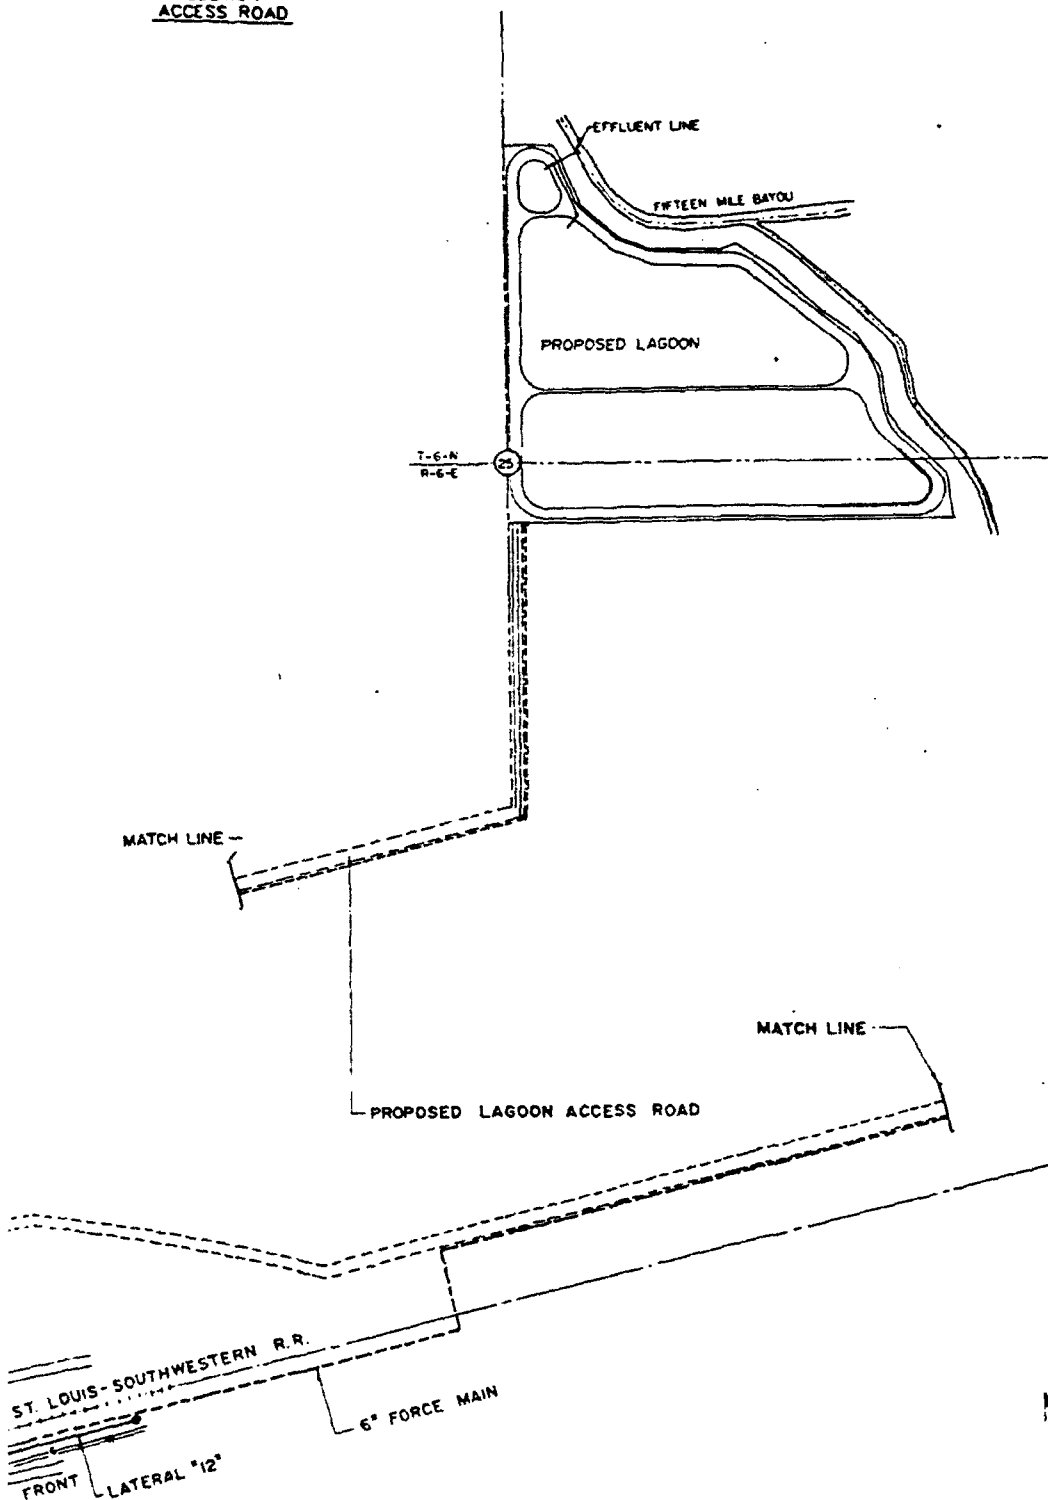 ACCESS ROAD
EFFLUENT LINE
FIFTEEN MILE BAYOU
PROPOSED LAGOON
T-6-N
R-6-E
25
MATCH LINE
MATCH LINE
PROPOSED LAGOON ACCESS ROAD
ST. LOUIS-SOUTHWESTERN R.R.
6" FORCE MAIN
LATERAL "12"
FRONT